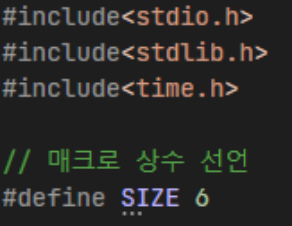 #include<stdio.h>
#include<stdlib.h>
#include<time.h>
// 매크로 상수 선언
#define SIZE 6